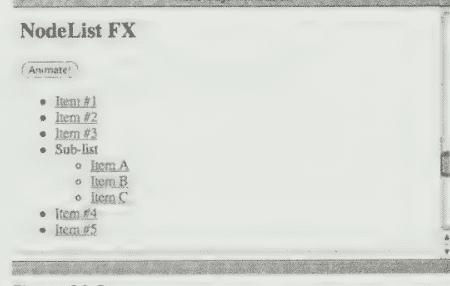 NodeList FX
Animate!
Item #1
Item #2
Item #3
Sub-list
Item A
Item B
Item C
Item #4
Item #5